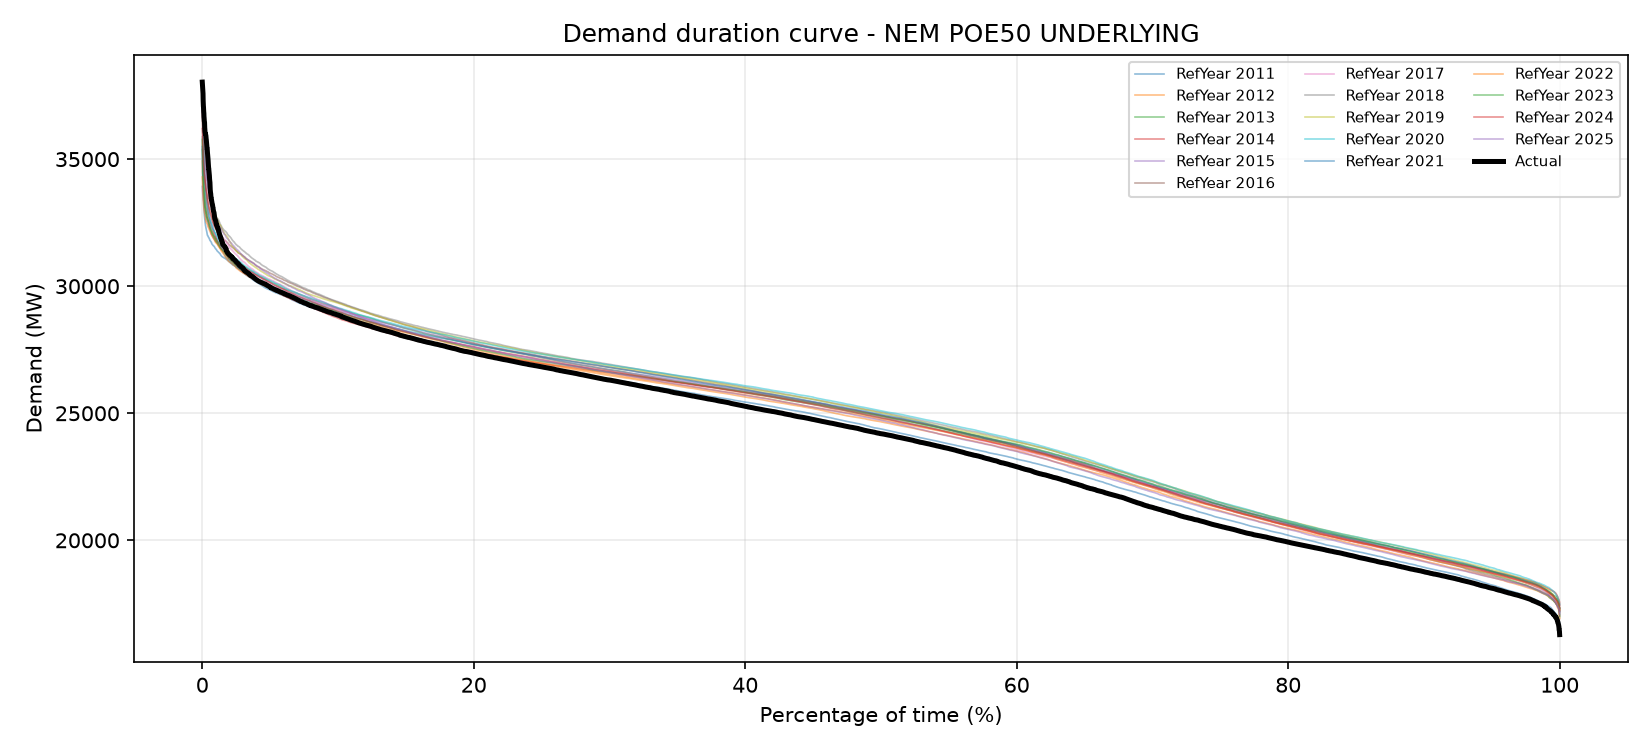 Demand duration curve - NEM POE50 UNDERLYING
RefYear 2011
RefYear 2012
RefYear 2013
RefYear 2014
RefYear 2015
RefYear 2016
RefYear 2017
RefYear 2018
RefYear 2019
RefYear 2020
RefYear 2021
RefYear 2022
RefYear 2023
RefYear 2024
RefYear 2025
Actual
Demand (MW)
35000
30000
25000
20000
0 20 40 60 80 100
Percentage of time (%)